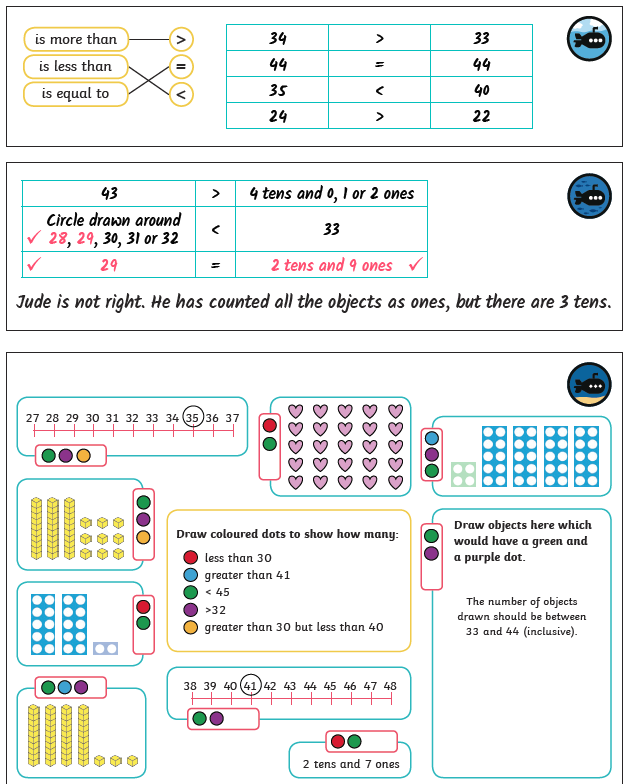 is more than >
is less than =
is equal to <
34 > 33
44 = 44
35 < 40
24 > 22
43 > 4 tens and 0, 1 or 2 ones
Circle drawn around
✓ 28, 29, 30, 31 or 32 < 33
✓ 29 = 2 tens and 9 ones ✓
Jude is not right. He has counted all the objects as ones, but there are 3 tens.
27 28 29 30 31 32 33 34 35 36 37
Draw coloured dots to show how many:
less than 30
greater than 41
< 45
>32
greater than 30 but less than 40
Draw objects here which
would have a green and
a purple dot.
The number of objects
drawn should be between
33 and 44 (inclusive).
38 39 40 41 42 43 44 45 46 47 48
2 tens and 7 ones